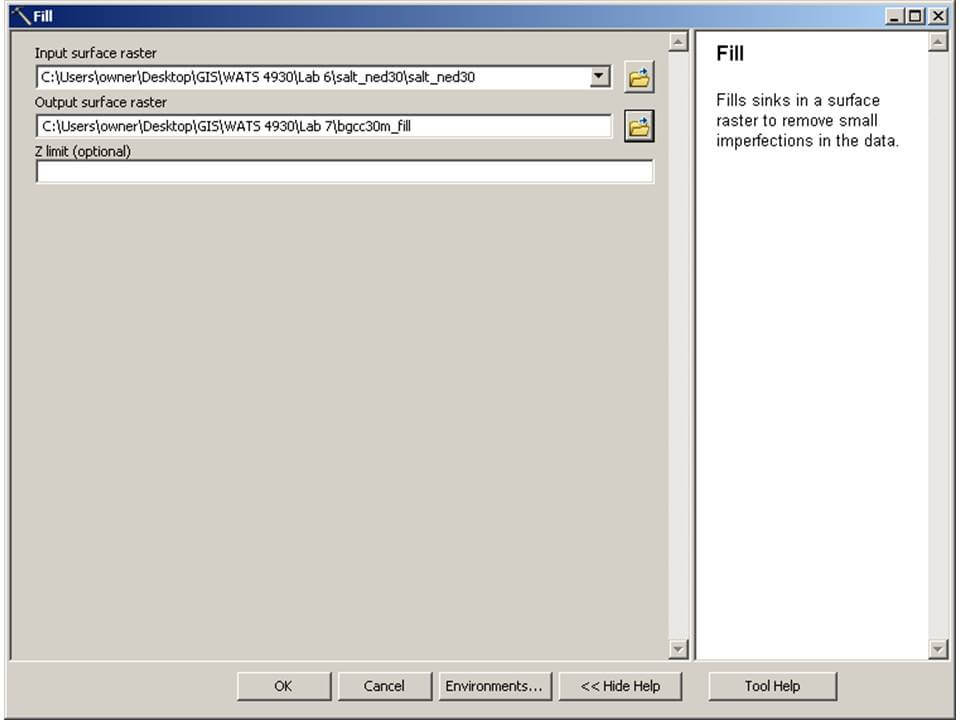 Fill
Input surface raster
C:\Users\owner\Desktop\GIS\WATS 4930\Lab 6\salt_ned30\salt_ned30
Output surface raster
C:\Users\owner\Desktop\GIS\WATS 4930\Lab 7\bgcc30m_fill
Z limit (optional)
Fill
Fills sinks in a surface
raster to remove small
imperfections in the data.
OK
Cancel
Environments...
<< Hide Help
Tool Help